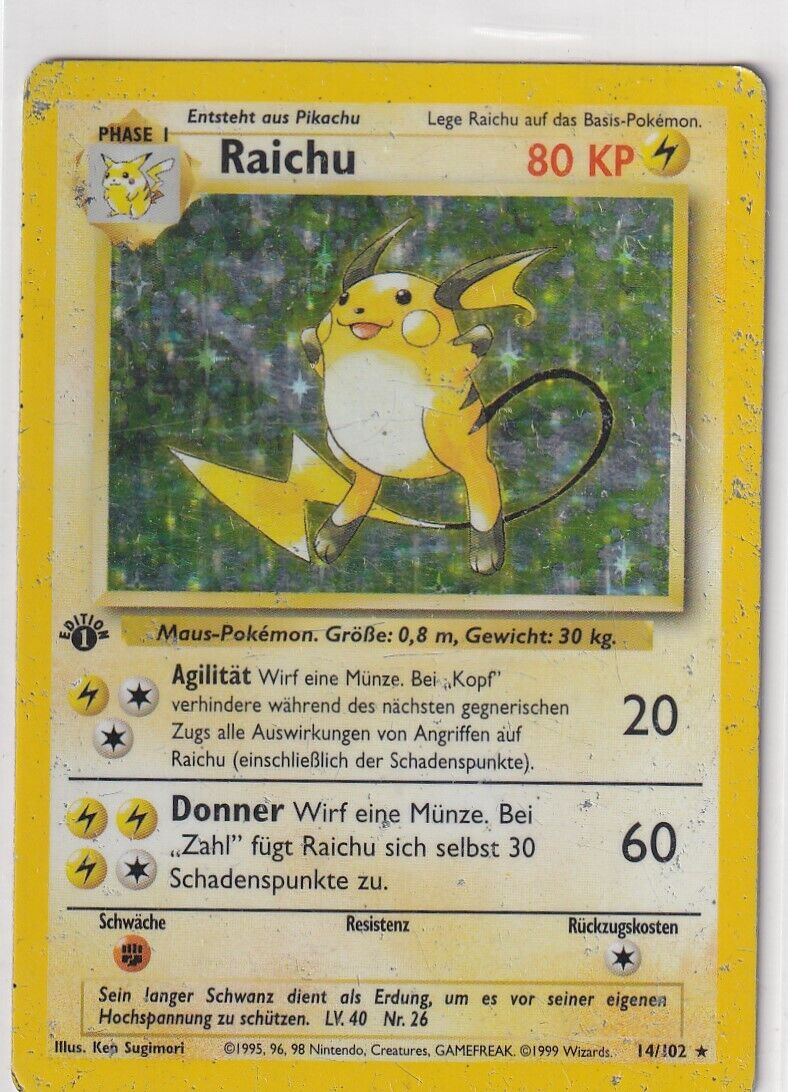 Entsteht aus Pikachu
Lege Raichu auf das Basis-Pokémon.
PHASE 1
Raichu
80 KP
EDITION
1
Maus-Pokémon. Größe: 0,8 m, Gewicht: 30 kg.
Agilität Wirf eine Münze. Bei „Kopf”
verhindere während des nächsten gegnerischen
Zugs alle Auswirkungen von Angriffen auf
Raichu (einschließlich der Schadenspunkte).
20
Donner Wirf eine Münze. Bei
„Zahl” fügt Raichu sich selbst 30
Schadenspunkte zu.
60
Schwäche
Resistenz
Rückzugskosten
Sein langer Schwanz dient als Erdung, um es vor seiner eigenen
Hochspannung zu schützen. LV. 40 Nr. 26
Illus. Ken Sugimori
©1995, 96, 98 Nintendo, Creatures, GAMEFREAK. ©1999 Wizards.
14/102 ★